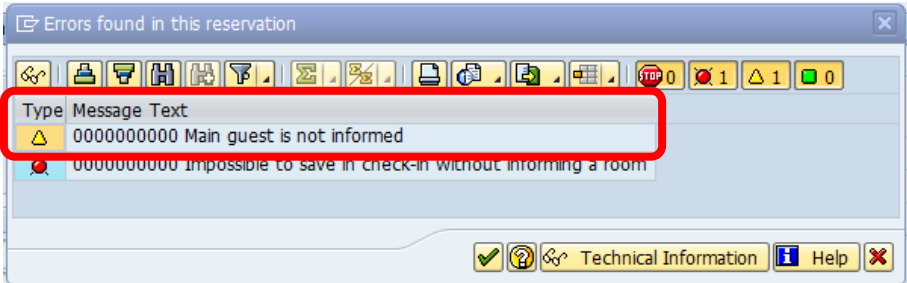 Errors found in this reservation
STOP 0 1 1 0
Type Message Text
0000000000 Main guest is not informed
0000000000 Impossible to save in check-in without informing a room
Technical Information Help